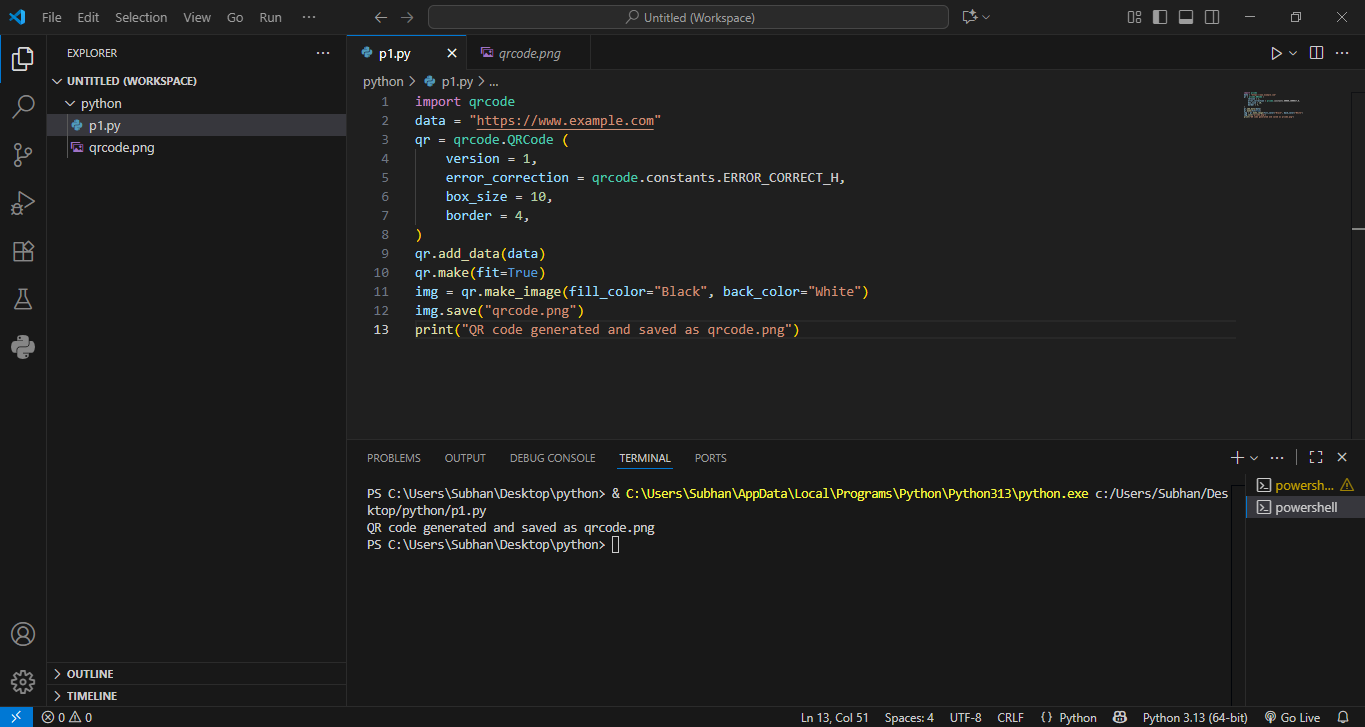 File Edit Selection View Go Run ···
Untitled (Workspace)
EXPLORER ···
UNTITLED (WORKSPACE)
python
p1.py
qrcode.png
OUTLINE
TIMELINE
p1.py
qrcode.png
python > p1.py > ...
1 import qrcode
2 data = "https://www.example.com"
3 qr = qrcode.QRCode (
4     version = 1,
5     error_correction = qrcode.constants.ERROR_CORRECT_H,
6     box_size = 10,
7     border = 4,
8 )
9 qr.add_data(data)
10 qr.make(fit=True)
11 img = qr.make_image(fill_color="Black", back_color="White")
12 img.save("qrcode.png")
13 print("QR code generated and saved as qrcode.png")
PROBLEMS OUTPUT DEBUG CONSOLE TERMINAL PORTS
PS C:\Users\Subhan\Desktop\python> & C:\Users\Subhan\AppData\Local\Programs\Python\Python313\python.exe c:/Users/Subhan/Des
ktop/python/p1.py
QR code generated and saved as qrcode.png
PS C:\Users\Subhan\Desktop\python>
powersh...
powershell
0 0
Ln 13, Col 51 Spaces: 4 UTF-8 CRLF {} Python Python 3.13 (64-bit) Go Live